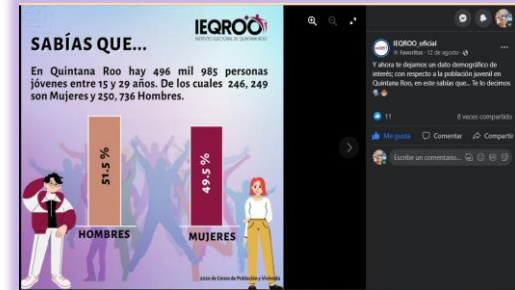 IEQROO
INSTITUTO ELECTORAL DE QUINTANA ROO
SABÍAS QUE...
En Quintana Roo hay 496 mil 985 personas
jóvenes entre 15 y 29 años. De los cuales 246, 249
son Mujeres y 250, 736 Hombres.
51.5 %
49.5 %
HOMBRES
MUJERES
2020 de Censo de Población y Vivienda
IEQROO_oficial
Favoritos · 12 de agosto ·
Y ahora te dejamos un dato demográfico de
interés; con respecto a la población juvenil en
Quintana Roo, en este sabías que... Te lo decimos
11
8 veces compartido
Me gusta
Comentar
Compartir
Escribe un comentario...